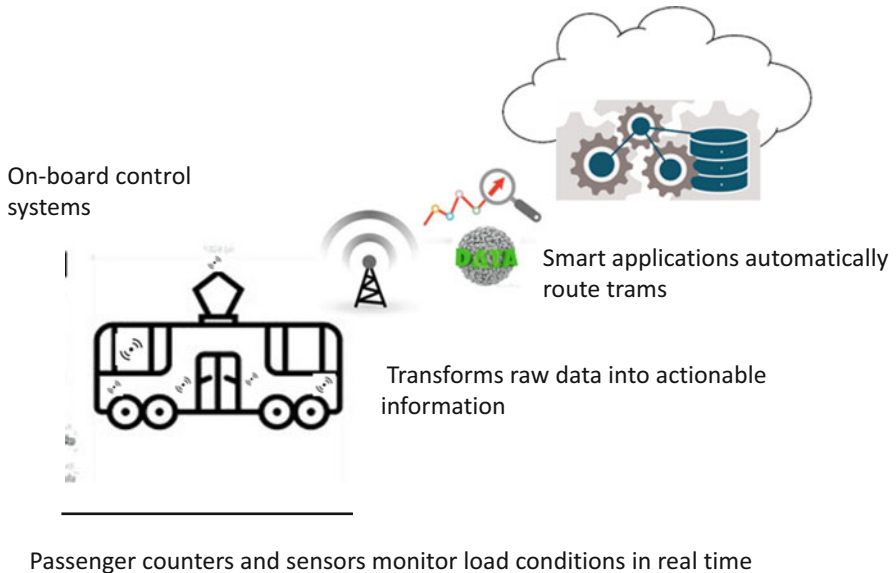 On-board control
systems
DATA
Smart applications automatically
route trams
Transforms raw data into actionable
information
Passenger counters and sensors monitor load conditions in real time